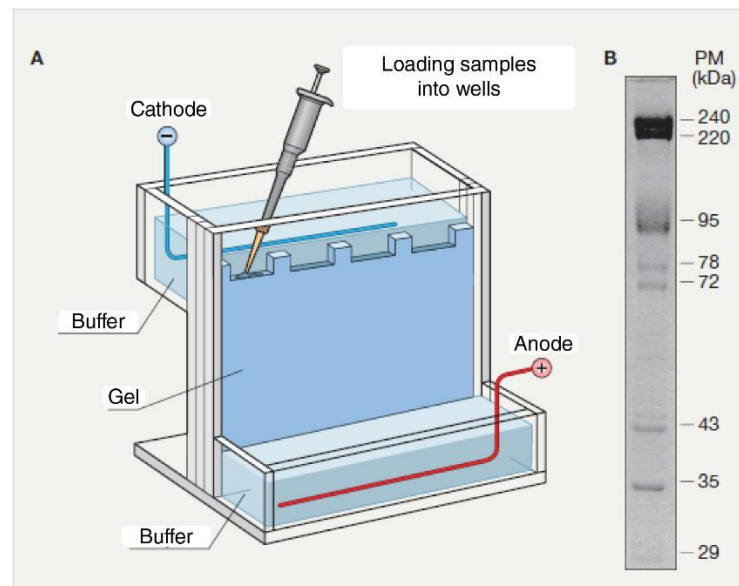 A
Loading samples
into wells
Cathode
−
Buffer
Gel
Anode
+
Buffer
B
PM
(kDa)
240
220
95
78
72
43
35
29